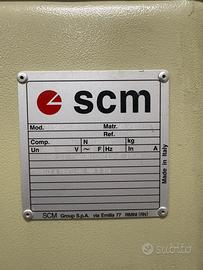 scm
Mod.
Matr.
Ref.
Comp. N kg
Un V ~ F Hz In A
Made in Italy
SCM Group S.p.A. via Emilia 77 RIMINI (RN)
subito